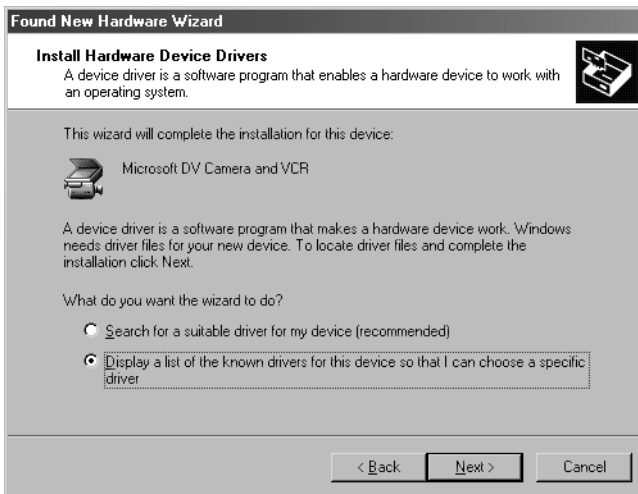 Found New Hardware Wizard
Install Hardware Device Drivers
A device driver is a software program that enables a hardware device to work with
an operating system.
This wizard will complete the installation for this device:
Microsoft DV Camera and VCR
A device driver is a software program that makes a hardware device work. Windows
needs driver files for your new device. To locate driver files and complete the
installation click Next.
What do you want the wizard to do?
Search for a suitable driver for my device (recommended)
Display a list of the known drivers for this device so that I can choose a specific
driver
< Back Next > Cancel